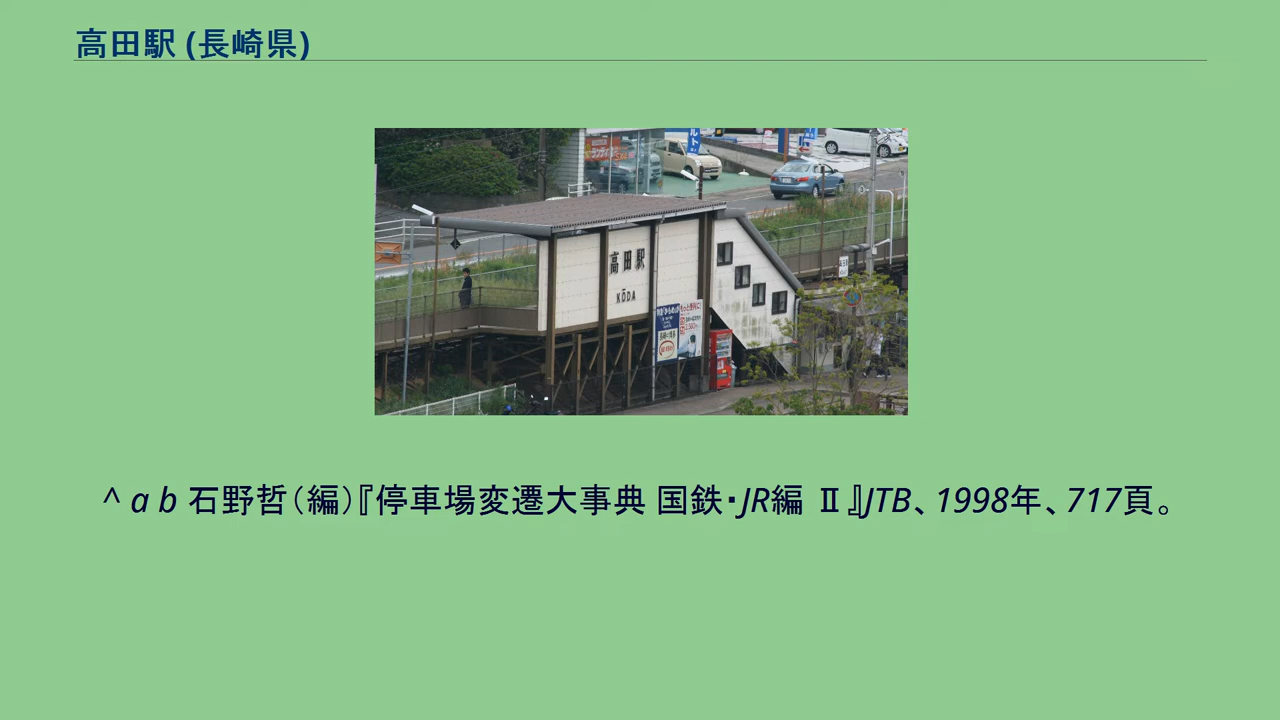 高田駅 (長崎県)
高田駅
KŌDA
^ a b 石野哲（編）『停車場変遷大事典 国鉄・JR編 Ⅱ』JTB、1998年、717頁。